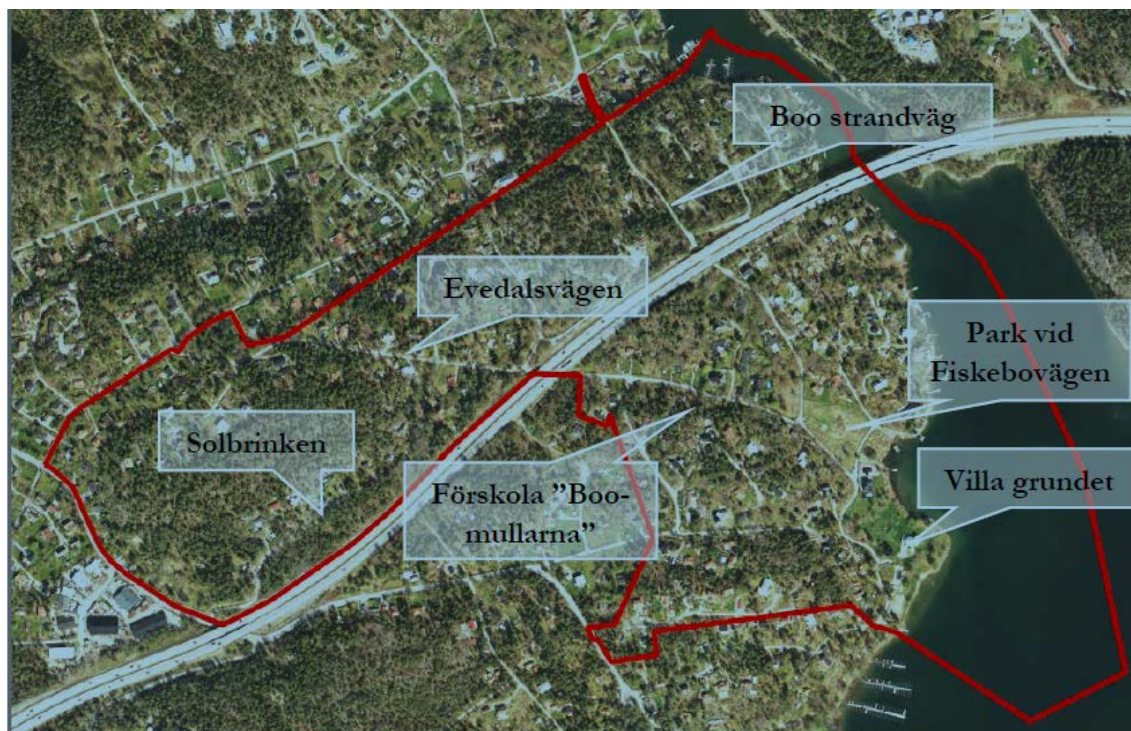 Boo strandväg
Evedalsvägen
Park vid
Fiskebovägen
Solbrinken
Förskola ”Boo-
mullarna”
Villa grundet